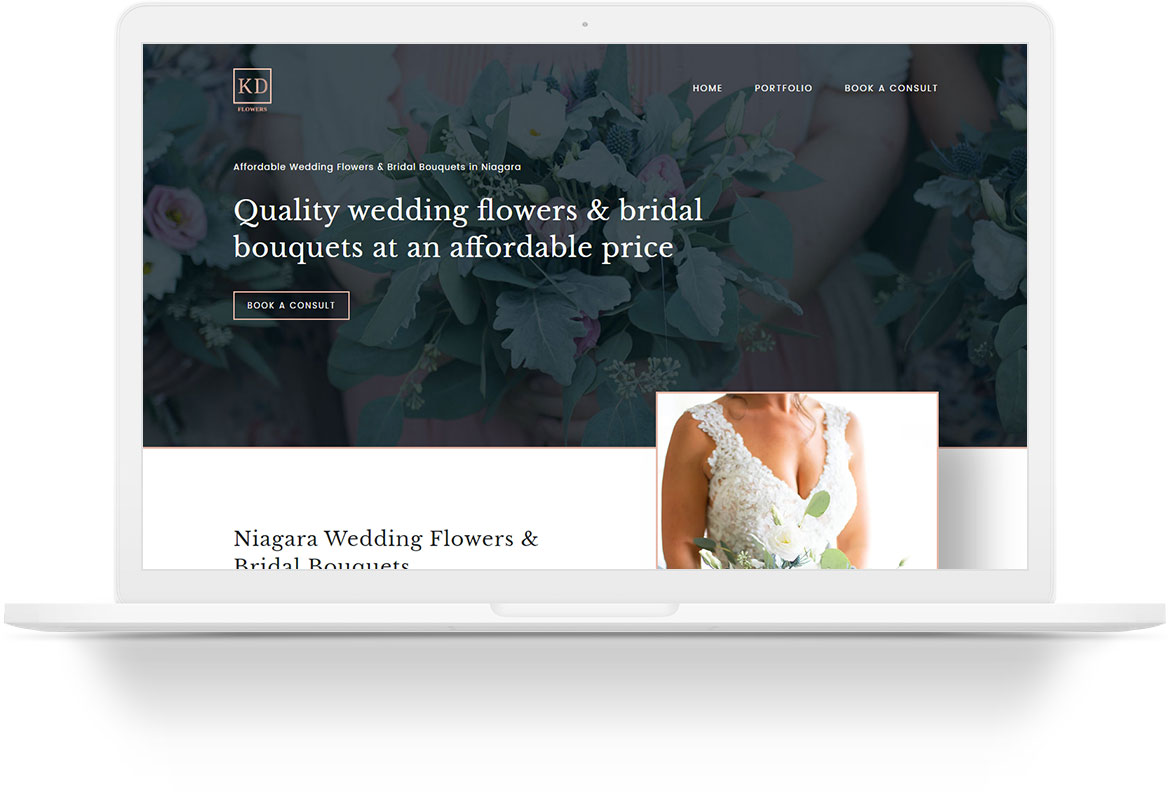 KD
FLOWERS
HOME PORTFOLIO BOOK A CONSULT
Affordable Wedding Flowers & Bridal Bouquets in Niagara
Quality wedding flowers & bridal
bouquets at an affordable price
BOOK A CONSULT
Niagara Wedding Flowers &
Bridal Bouquets